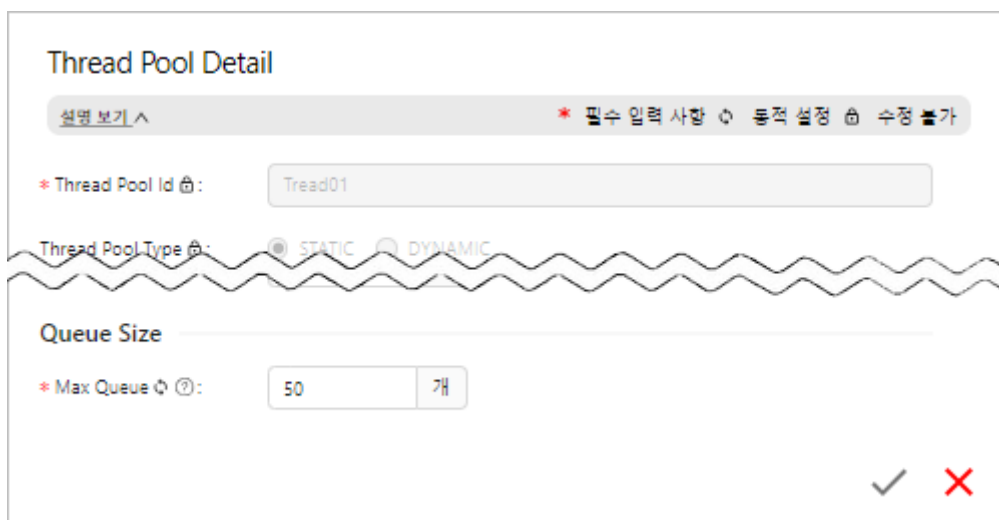 Thread Pool Detail
설명 보기 * 필수 입력 사항 동적 설정 수정 불가
* Thread Pool Id :
Tread01
Thread Pool Type :
STATIC DYNAMIC
Queue Size
* Max Queue ? :
50 개